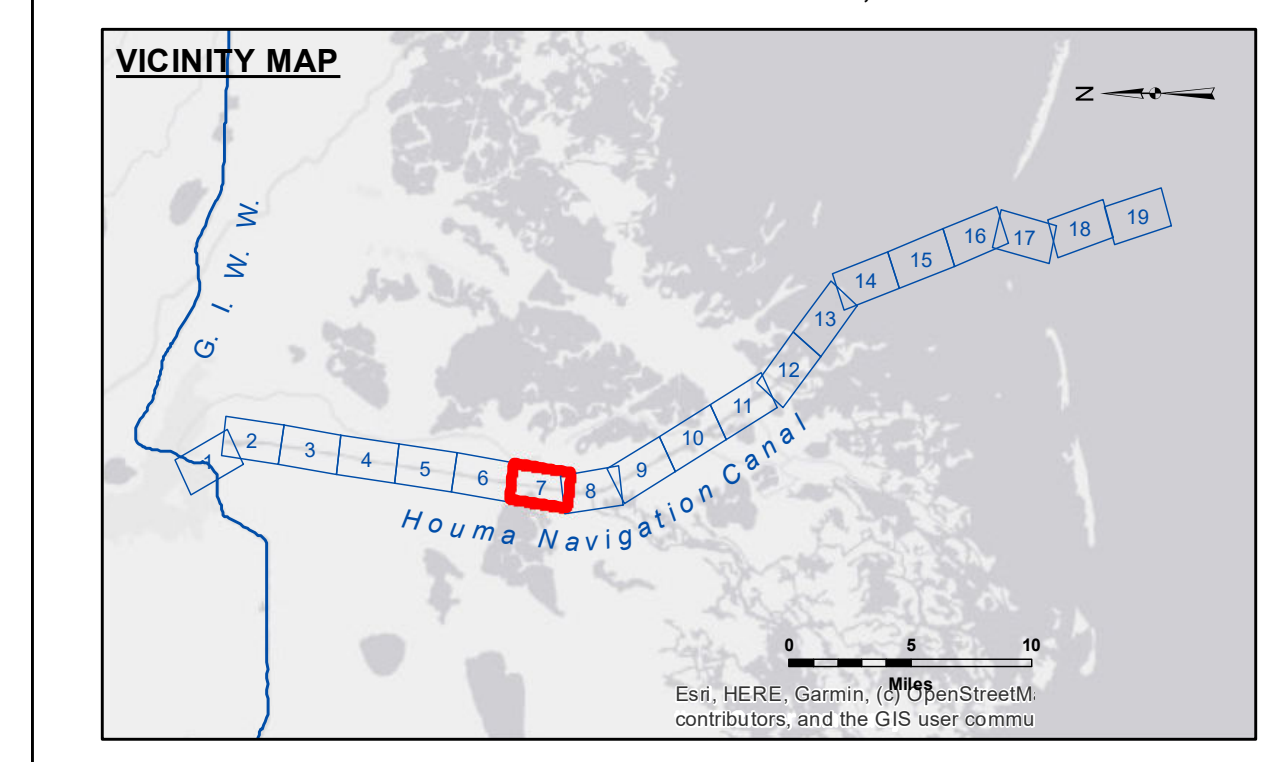 VICINITY MAP
N
G. I. W. W.
1
2
3
4
5
6
7
8
9
10
11
12
13
14
15
16
17
18
19
Houma Navigation Canal
0 5 10
Miles
Esri, HERE, Garmin, (c) OpenStreetM
contributors, and the GIS user commu